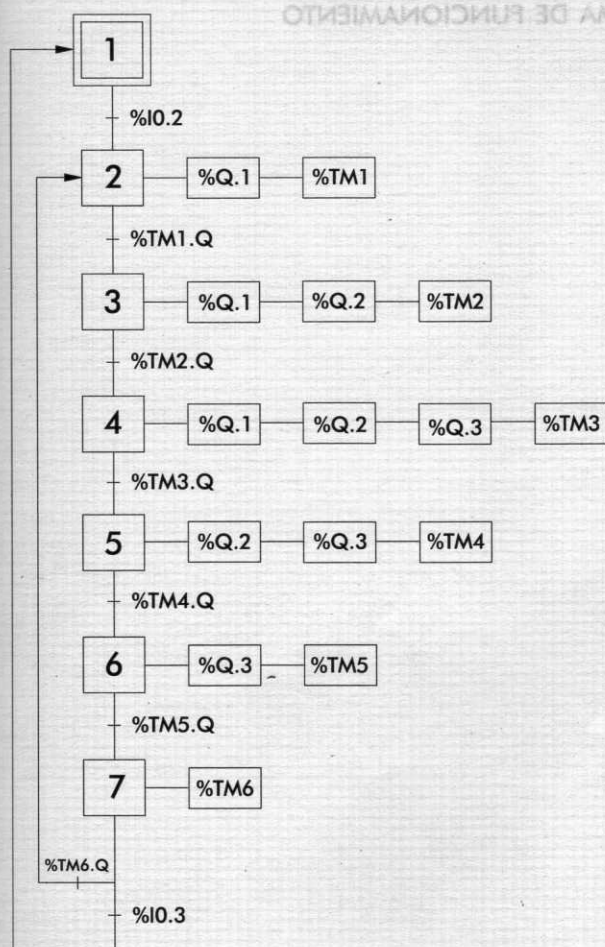 MA DE FUNCIONAMIENTO
1
%I0.2
2 %Q.1 %TM1
%TM1.Q
3 %Q.1 %Q.2 %TM2
%TM2.Q
4 %Q.1 %Q.2 %Q.3 %TM3
%TM3.Q
5 %Q.2 %Q.3 %TM4
%TM4.Q
6 %Q.3 %TM5
%TM5.Q
7 %TM6
%TM6.Q
%I0.3